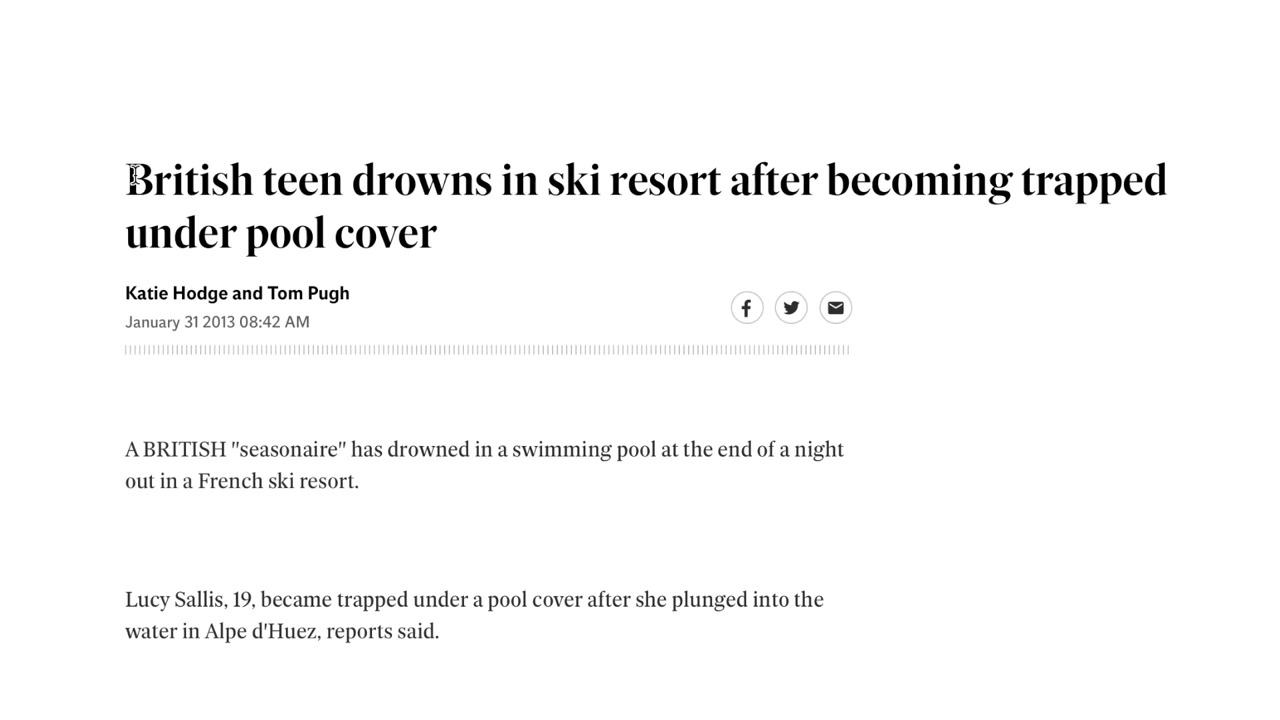 British teen drowns in ski resort after becoming trapped
under pool cover
Katie Hodge and Tom Pugh
January 31 2013 08:42 AM
A BRITISH "seasonaire" has drowned in a swimming pool at the end of a night
out in a French ski resort.
Lucy Sallis, 19, became trapped under a pool cover after she plunged into the
water in Alpe d'Huez, reports said.